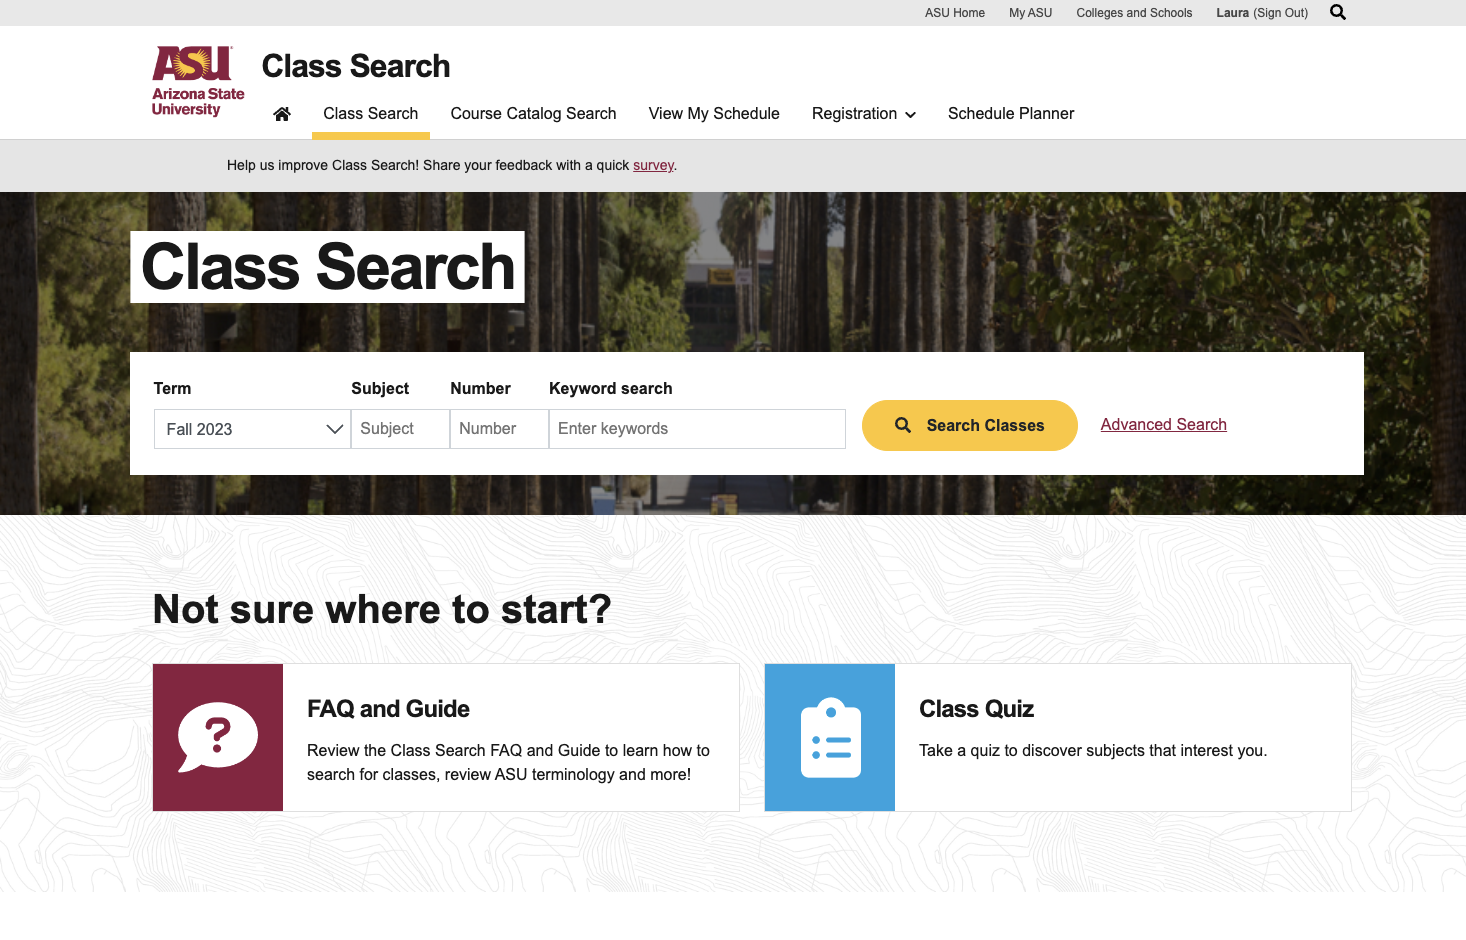 ASU Home My ASU Colleges and Schools Laura (Sign Out)
ASU
Arizona State
University
Class Search
Class Search Course Catalog Search View My Schedule Registration Schedule Planner
Help us improve Class Search! Share your feedback with a quick survey.
Class Search
Term Subject Number Keyword search
Fall 2023 Subject Number Enter keywords Search Classes Advanced Search
Not sure where to start?
FAQ and Guide
Review the Class Search FAQ and Guide to learn how to
search for classes, review ASU terminology and more!
Class Quiz
Take a quiz to discover subjects that interest you.